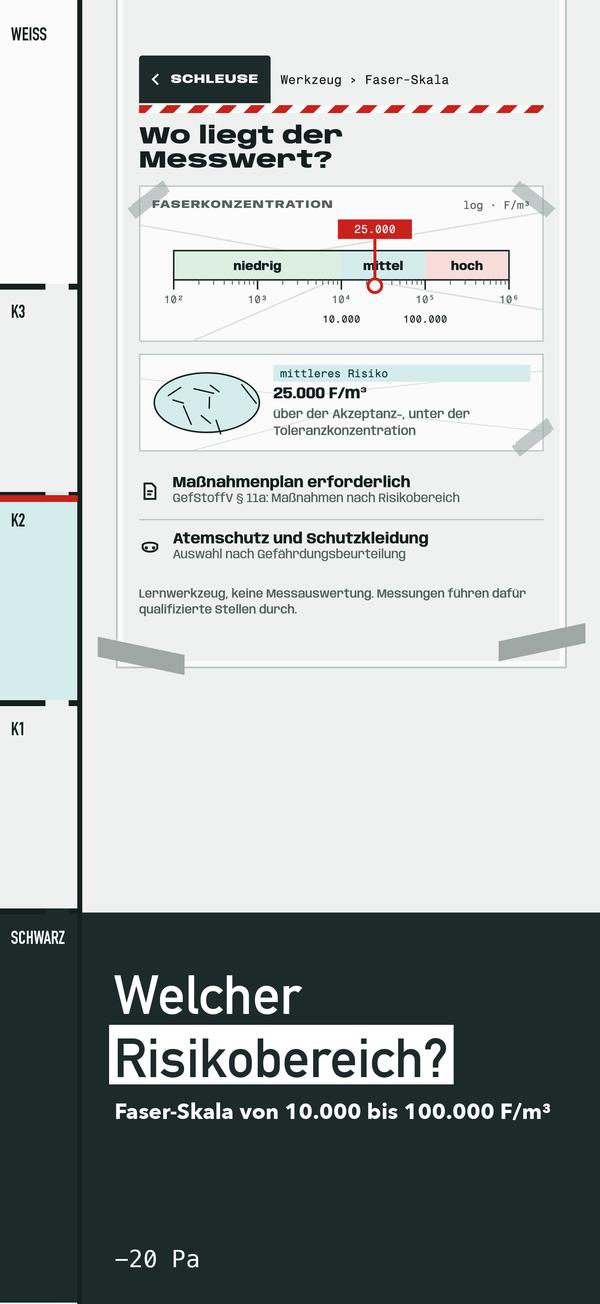 WEISS
K3
K2
K1
SCHWARZ
SCHLEUSE
Werkzeug › Faser-Skala
Wo liegt der
Messwert?
FASERKONZENTRATION
log · F/m³
25.000
niedrig mittel hoch
10² 10³ 10⁴ 10⁵ 10⁶
10.000 100.000
mittleres Risiko
25.000 F/m³
über der Akzeptanz-, unter der
Toleranzkonzentration
Maßnahmenplan erforderlich
GefStoffV § 11a: Maßnahmen nach Risikobereich
Atemschutz und Schutzkleidung
Auswahl nach Gefährdungsbeurteilung
Lernwerkzeug, keine Messauswertung. Messungen führen dafür
qualifizierte Stellen durch.
Welcher
Risikobereich?
Faser-Skala von 10.000 bis 100.000 F/m³
−20 Pa